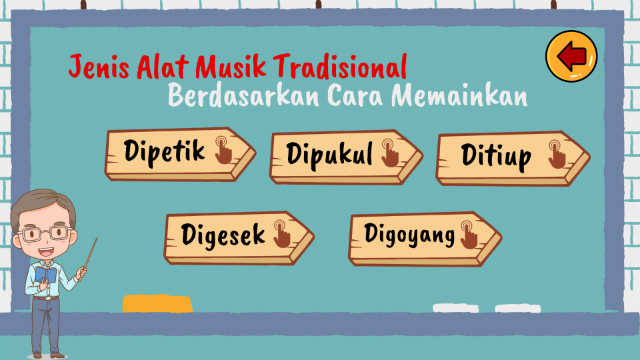 Jenis Alat Musik Tradisional
Berdasarkan Cara Memainkan
Dipetik
Dipukul
Ditiup
Digesek
Digoyang